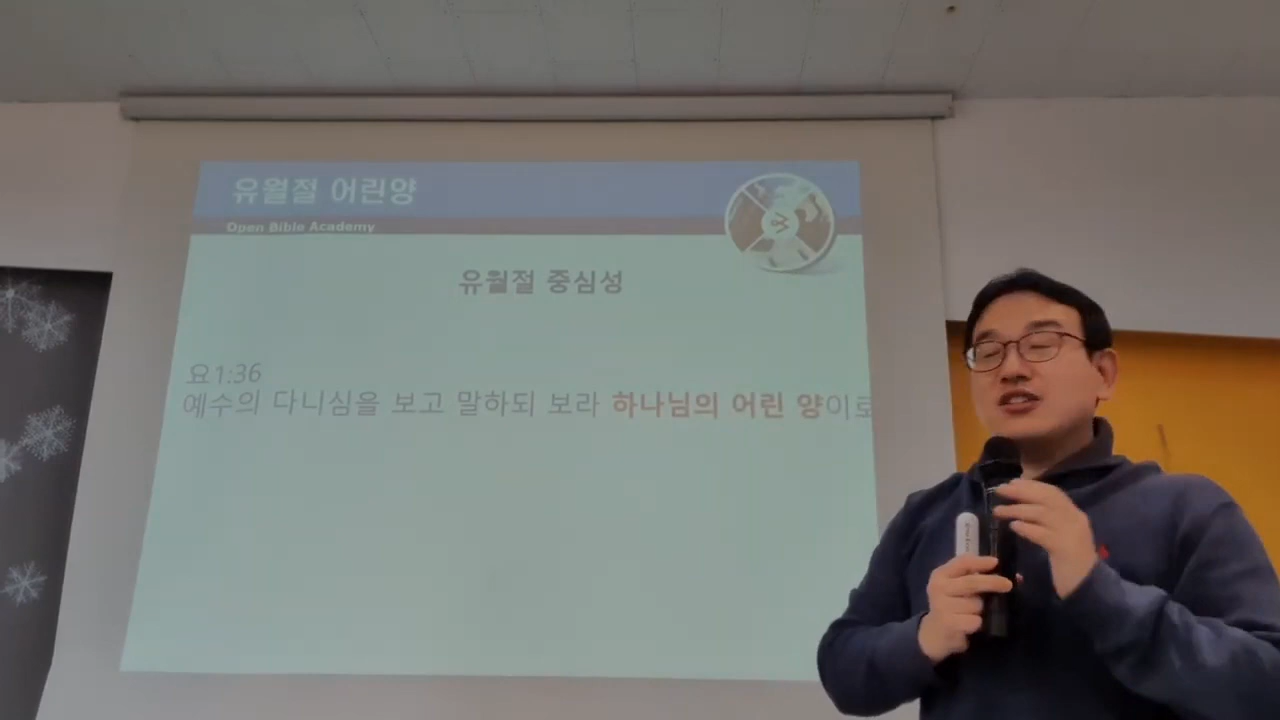 유월절 어린양
Open Bible Academy
유월절 중심성
요1:36
예수의 다니심을 보고 말하되 보라 하나님의 어린 양이로